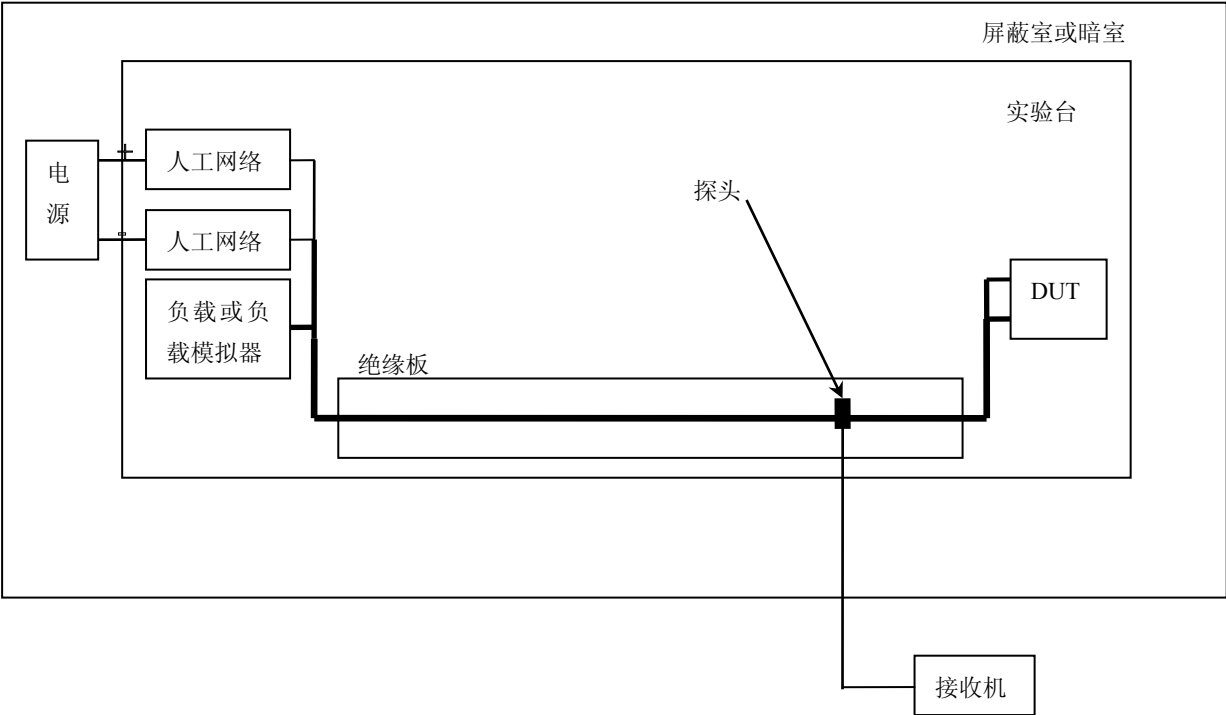 屏蔽室或暗室
实验台
电
源
+
-
人工网络
人工网络
负载或负
载模拟器
探头
DUT
绝缘板
接收机